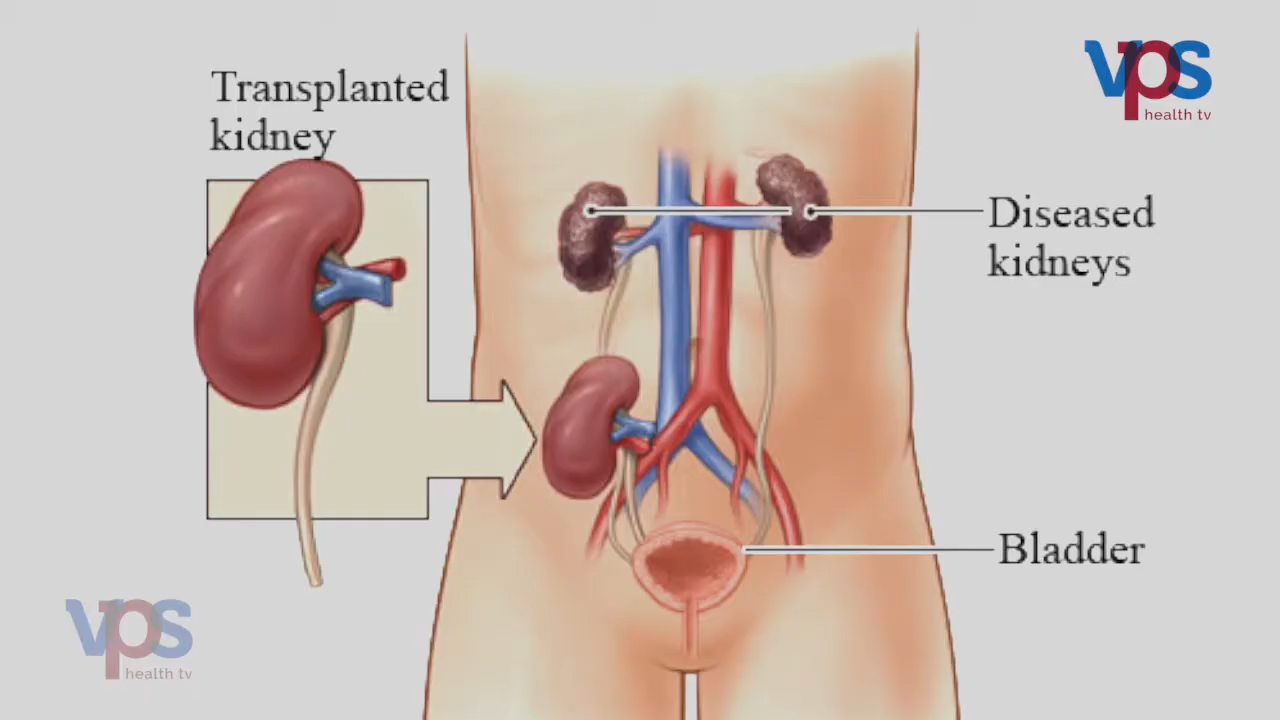 Transplanted
kidney
vps
health tv
Diseased
kidneys
Bladder
vps
health tv